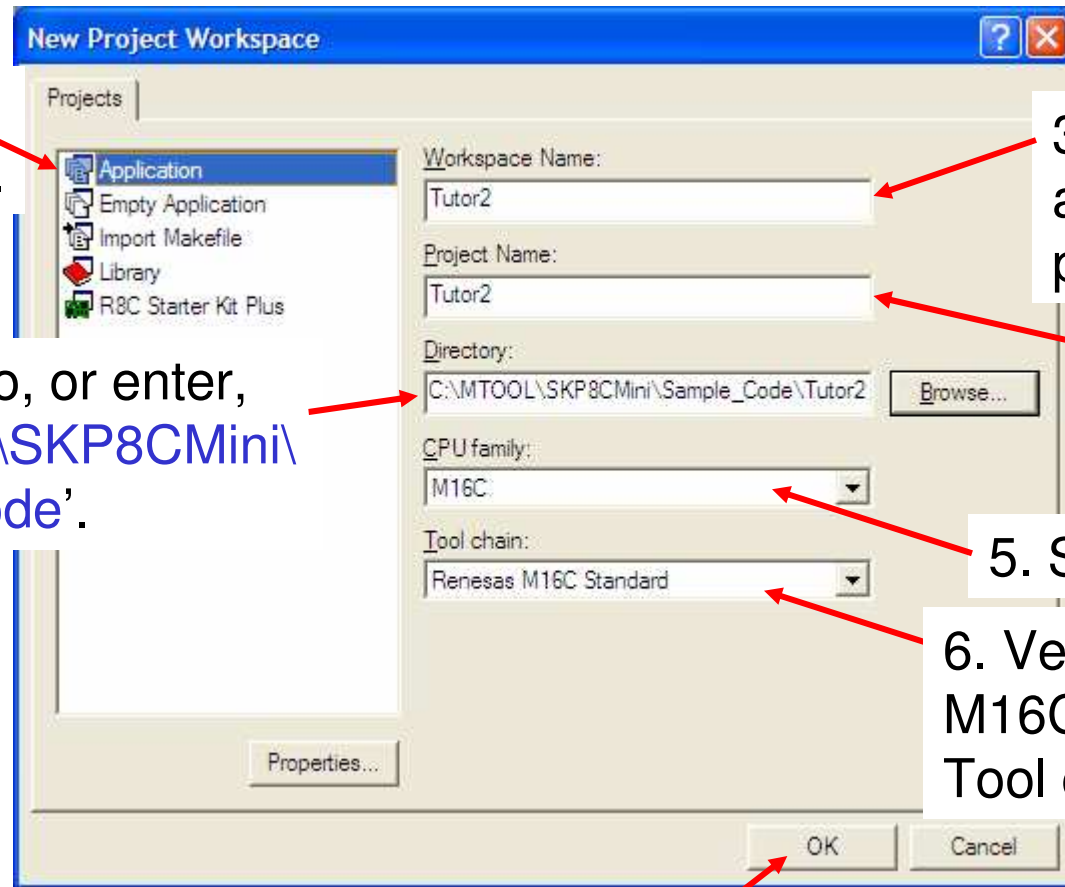 New Project Workspace
Projects
Application
Empty Application
Import Makefile
Library
R8C Starter Kit Plus
.
o, or enter,
\SKP8CMini\
ode’.
Properties...
Workspace Name:
Tutor2
Project Name:
Tutor2
Directory:
C:\MTOOL\SKP8CMini\Sample_Code\Tutor2
Browse...
CPU family:
M16C
Tool chain:
Renesas M16C Standard
3
a
p
5. S
6. Ve
M16C
Tool
OK
Cancel